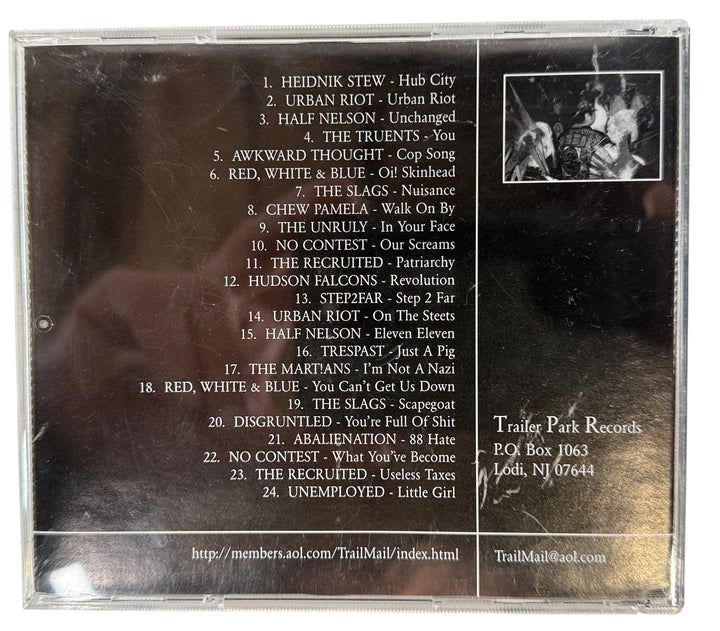 1. HEIDNIK STEW - Hub City
2. URBAN RIOT - Urban Riot
3. HALF NELSON - Unchanged
4. THE TRUENTS - You
5. AWKWARD THOUGHT - Cop Song
6. RED, WHITE & BLUE - Oi! Skinhead
7. THE SLAGS - Nuisance
8. CHEW PAMELA - Walk On By
9. THE UNRULY - In Your Face
10. NO CONTEST - Our Screams
11. THE RECRUITED - Patriarchy
12. HUDSON FALCONS - Revolution
13. STEP2FAR - Step 2 Far
14. URBAN RIOT - On The Steets
15. HALF NELSON - Eleven Eleven
16. TRESPAST - Just A Pig
17. THE MART!ANS - I'm Not A Nazi
18. RED, WHITE & BLUE - You Can't Get Us Down
19. THE SLAGS - Scapegoat
20. DISGRUNTLED - You're Full Of Shit
21. ABALIENATION - 88 Hate
22. NO CONTEST - What You've Become
23. THE RECRUITED - Useless Taxes
24. UNEMPLOYED - Little Girl
Trailer Park Records
P.O. Box 1063
Lodi, NJ 07644
http://members.aol.com/TrailMail/index.html
TrailMail@aol.com